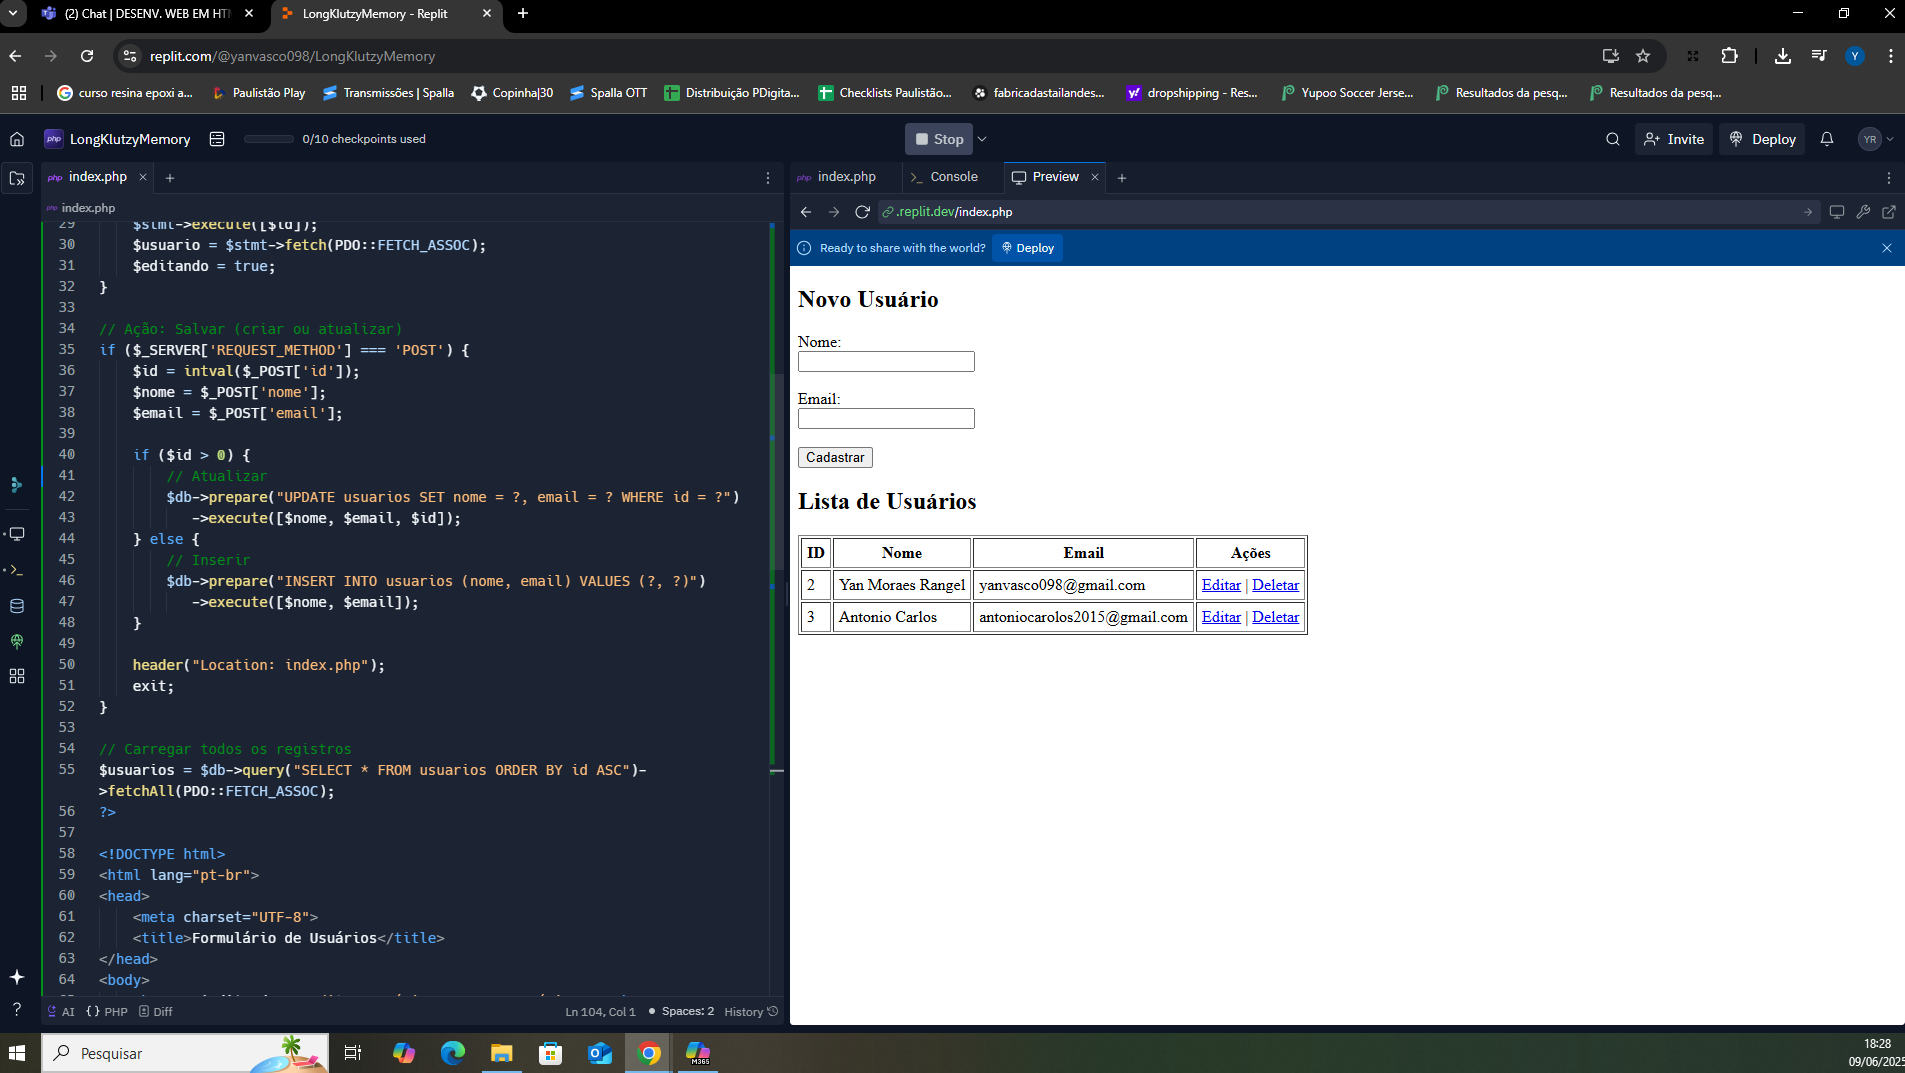 (2) Chat | DESENV. WEB EM HTM
LongKlutzyMemory - Replit
replit.com/@yanvasco098/LongKlutzyMemory
Y
curso resina epoxi a...
Paulistão Play
Transmissões | Spalla
Copinha|30
Spalla OTT
Distribuição PDigita...
Checklists Paulistão...
fabricadastailandes...
dropshipping - Res...
Yupoo Soccer Jerse...
Resultados da pesq...
Resultados da pesq...
php
LongKlutzyMemory
0/10 checkpoints used
Stop
Invite
Deploy
YR
php index.php
php index.php
29 $stmt->execute([$id]);
30 $usuario = $stmt->fetch(PDO::FETCH_ASSOC);
31 $editando = true;
32 }
33
34 // Ação: Salvar (criar ou atualizar)
35 if ($_SERVER['REQUEST_METHOD'] === 'POST') {
36 $id = intval($_POST['id']);
37 $nome = $_POST['nome'];
38 $email = $_POST['email'];
39
40 if ($id > 0) {
41 // Atualizar
42 $db->prepare("UPDATE usuarios SET nome = ?, email = ? WHERE id = ?")
43 ->execute([$nome, $email, $id]);
44 } else {
45 // Inserir
46 $db->prepare("INSERT INTO usuarios (nome, email) VALUES (?, ?)")
47 ->execute([$nome, $email]);
48 }
49
50 header("Location: index.php");
51 exit;
52 }
53
54 // Carregar todos os registros
55 $usuarios = $db->query("SELECT * FROM usuarios ORDER BY id ASC")-
>fetchAll(PDO::FETCH_ASSOC);
56 ?>
57
58 <!DOCTYPE html>
59 <html lang="pt-br">
60 <head>
61 <meta charset="UTF-8">
62 <title>Formulário de Usuários</title>
63 </head>
64 <body>
AI {} PHP Diff
Ln 104, Col 1 • Spaces: 2 History
php index.php
Console
Preview
.replit.dev/index.php
Ready to share with the world? Deploy
Novo Usuário
Nome:
Email:
Cadastrar
Lista de Usuários
ID Nome Email Ações
2 Yan Moraes Rangel yanvasco098@gmail.com Editar | Deletar
3 Antonio Carlos antoniocarolos2015@gmail.com Editar | Deletar
Pesquisar
M365
18:28
09/06/2025